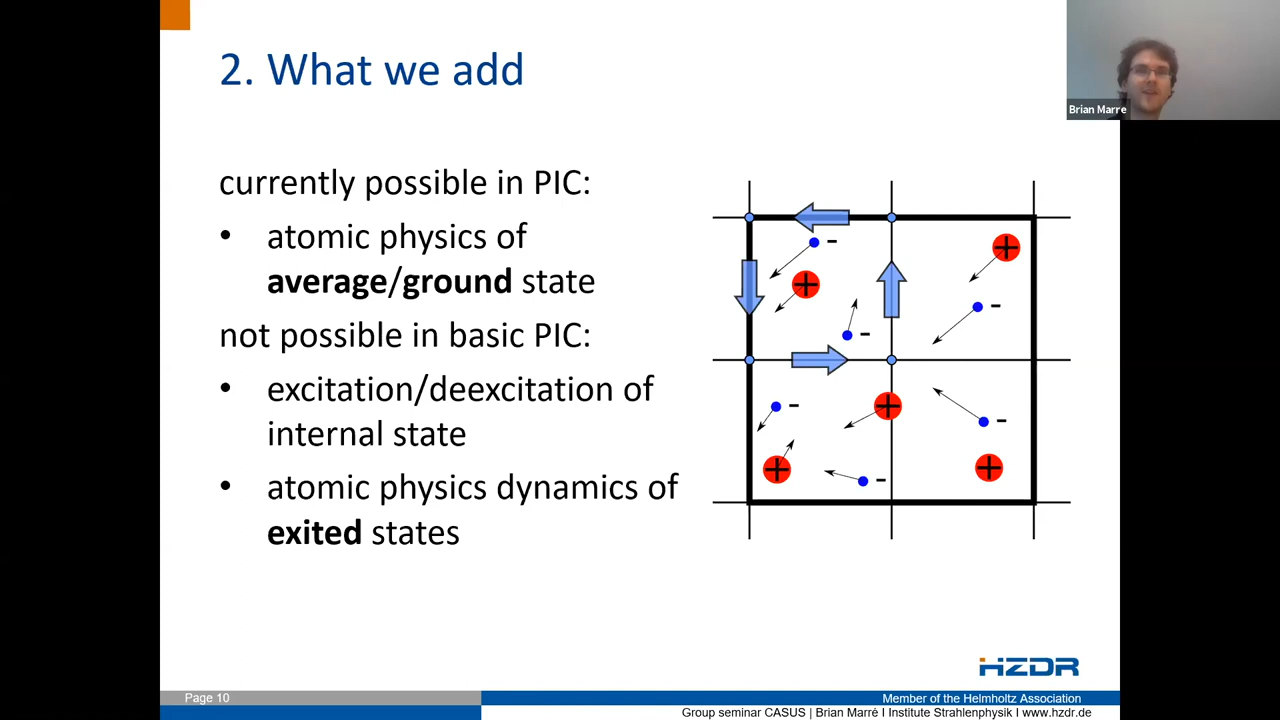 2. What we add
Brian Marre
currently possible in PIC:
• atomic physics of
average/ground state
not possible in basic PIC:
• excitation/deexcitation of
internal state
• atomic physics dynamics of
exited states
HZDR
Page 10
Member of the Helmholtz Association
Group seminar CASUS | Brian Marré I Institute Strahlenphysik I www.hzdr.de